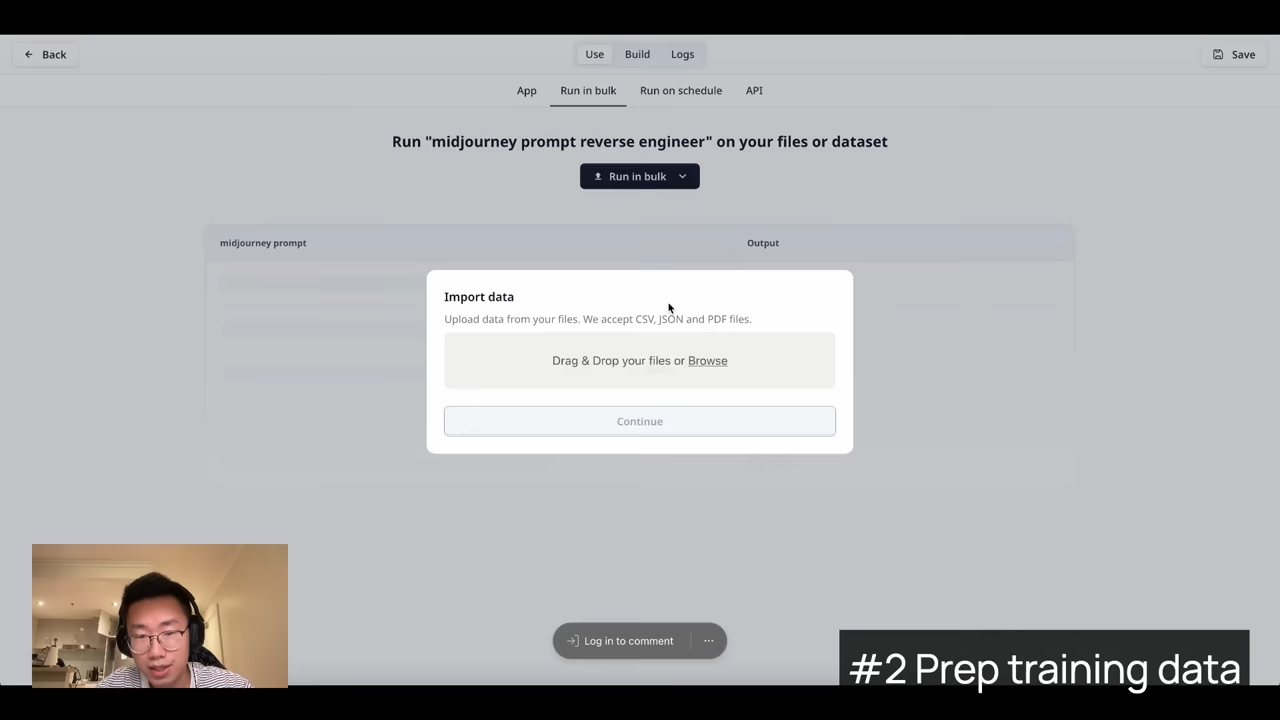 Back
Use
Build
Logs
Save
App
Run in bulk
Run on schedule
API
Run "midjourney prompt reverse engineer" on your files or dataset
Run in bulk
midjourney prompt
Output
Import data
Upload data from your files. We accept CSV, JSON and PDF files.
Drag & Drop your files or Browse
Continue
Log in to comment
#2 Prep training data